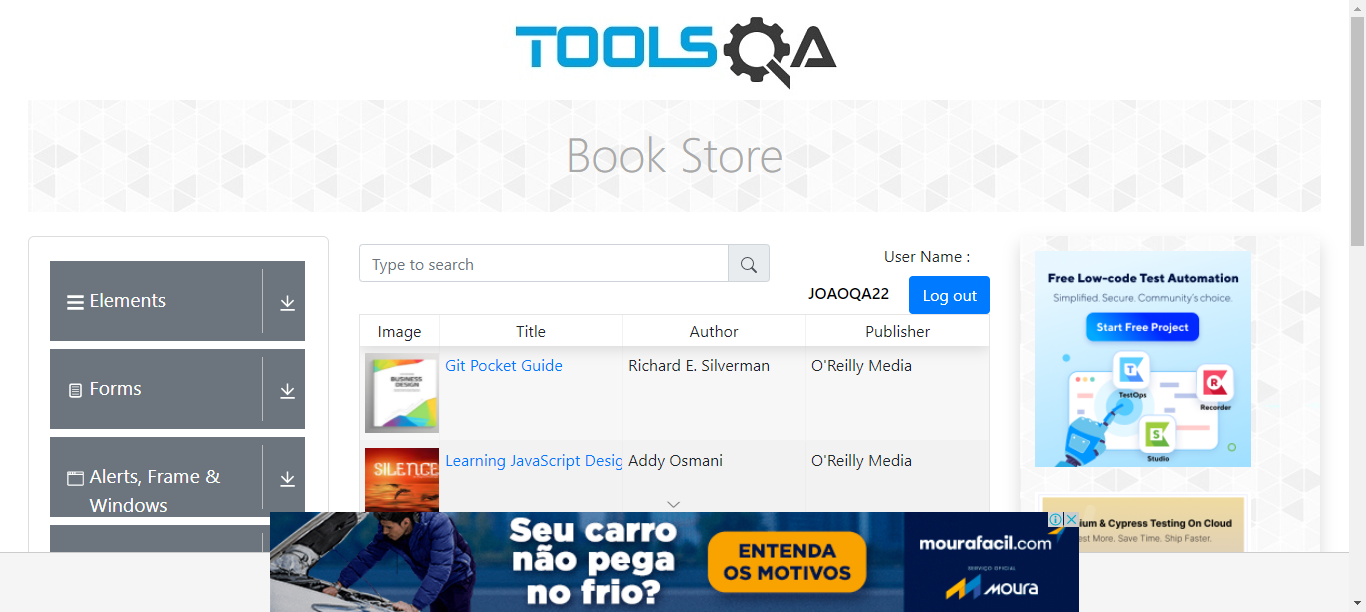 TOOLSQA
Book Store
Elements
Forms
Alerts, Frame &
Windows
Type to search
User Name :
JOAOQA22
Log out
Image Title Author Publisher
BUSINESS
DESIGN
Git Pocket Guide Richard E. Silverman O'Reilly Media
SILENCE
Learning JavaScript Desig Addy Osmani O'Reilly Media
Free Low-code Test Automation
Simplified. Secure. Community's choice.
Start Free Project
TestOps
Recorder
Studio
ium & Cypress Testing On Cloud
est More. Save Time. Ship Faster.
Seu carro
não pega
no frio?
ENTENDA
OS MOTIVOS
mourafacil.com
SERVIÇO OFICIAL
moura